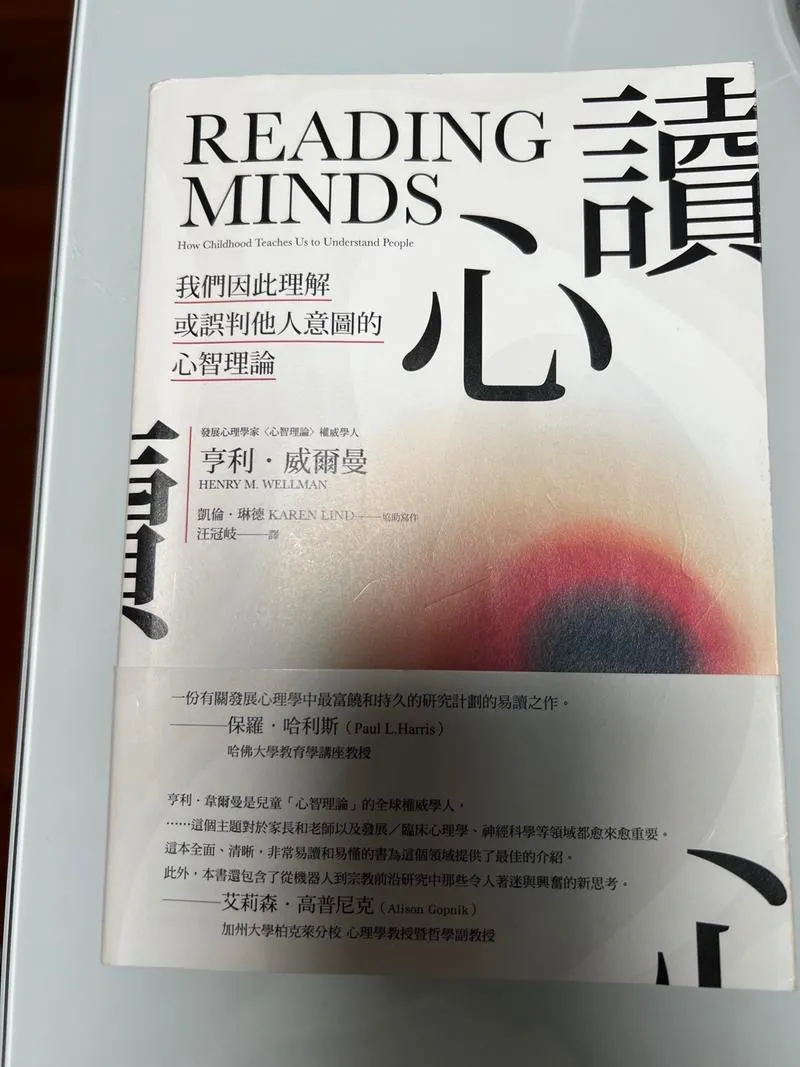 READING
MINDS
How Childhood Teaches Us to Understand People
讀
心
我們因此理解
或誤判他人意圖的
心智理論
發展心理學家〈心智理論〉權威學人
亨利・威爾曼
HENRY M. WELLMAN
凱倫・琳德 KAREN LIND——協助寫作
汪冠岐——譯
讀
一份有關發展心理學中最富饒和持久的研究計劃的易讀之作。
——保羅・哈利斯（Paul L.Harris）
哈佛大學教育學講座教授
亨利・韋爾曼是兒童「心智理論」的全球權威學人，
……這個主題對於家長和老師以及發展／臨床心理學、神經科學等領域都愈來愈重要。
這本全面、清晰，非常易讀和易懂的書為這個領域提供了最佳的介紹。
此外，本書還包含了從機器人到宗教前沿研究中那些令人著迷與興奮的新思考。
——艾莉森・高普尼克（Alison Gopnik）
加州大學柏克萊分校 心理學教授暨哲學副教授
心